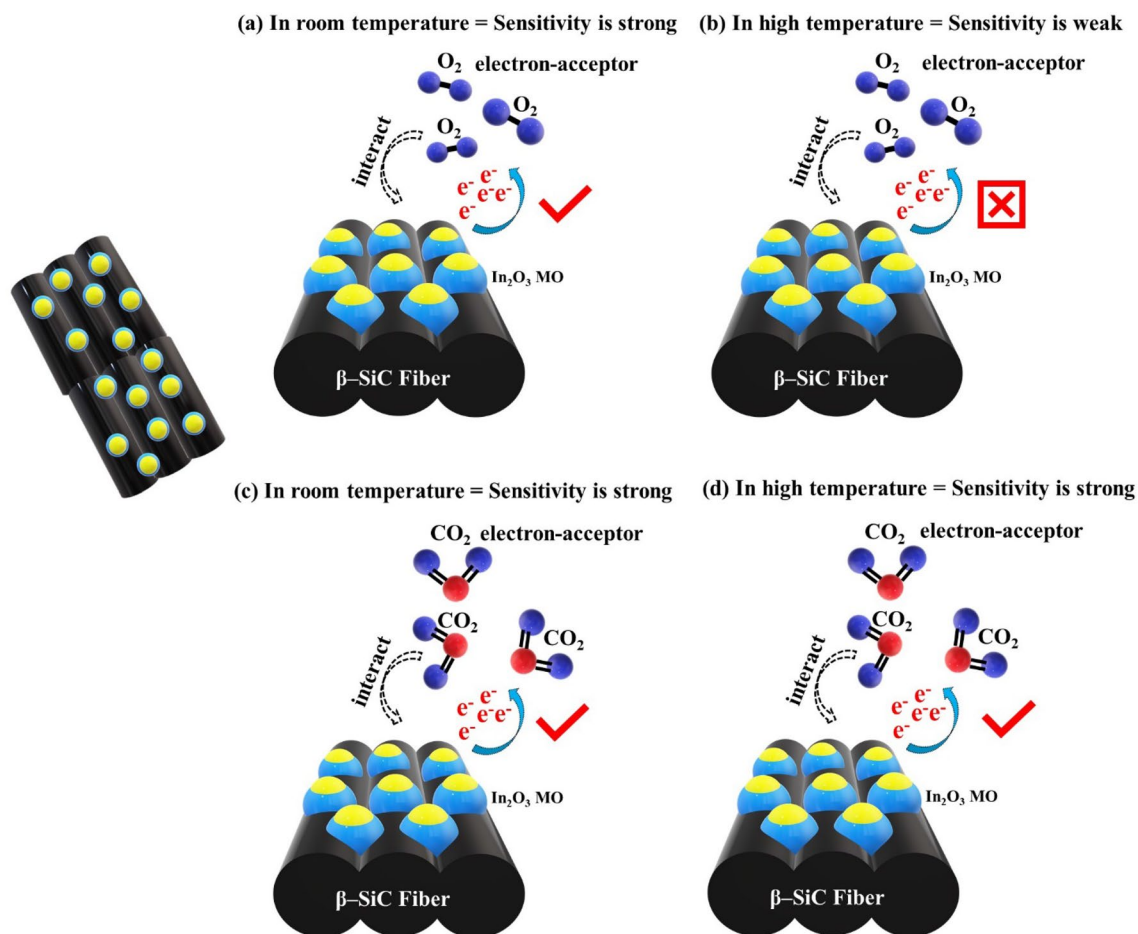 (a) In room temperature = Sensitivity is strong
O₂ electron-acceptor
O₂
O₂
interact
e⁻ e⁻
e⁻e⁻e⁻
In₂O₃ MO
β–SiC Fiber
(b) In high temperature = Sensitivity is weak
O₂ electron-acceptor
O₂
O₂
interact
e⁻ e⁻
e⁻e⁻e⁻
In₂O₃ MO
β–SiC Fiber
(c) In room temperature = Sensitivity is strong
CO₂ electron-acceptor
CO₂
CO₂
interact
e⁻ e⁻
e⁻e⁻e⁻
In₂O₃ MO
β–SiC Fiber
(d) In high temperature = Sensitivity is strong
CO₂ electron-acceptor
CO₂
CO₂
interact
e⁻ e⁻
e⁻e⁻e⁻
In₂O₃ MO
β–SiC Fiber